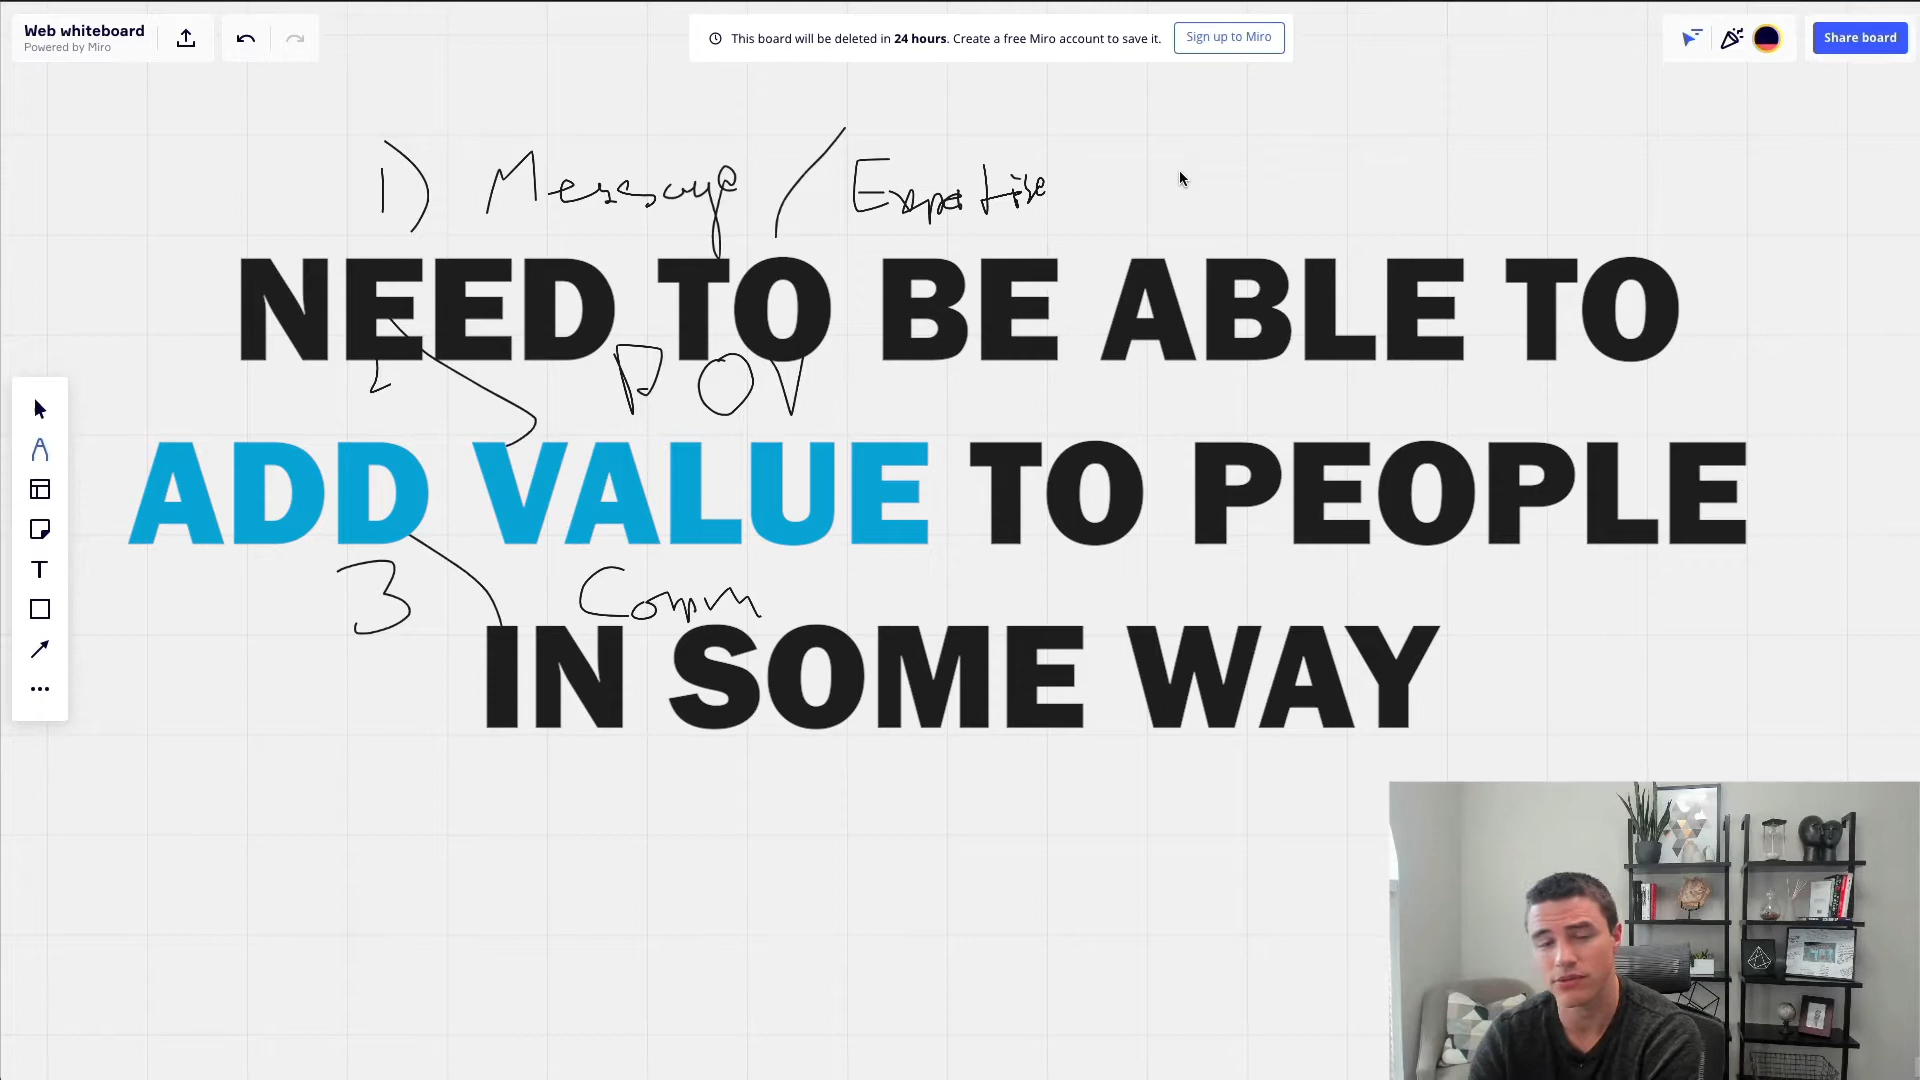 Web whiteboard
Powered by Miro
This board will be deleted in 24 hours. Create a free Miro account to save it.
Sign up to Miro
Share board
1) Message / Expertise
NEED TO BE ABLE TO
2) POV
ADD VALUE TO PEOPLE
3) Comm
IN SOME WAY
T